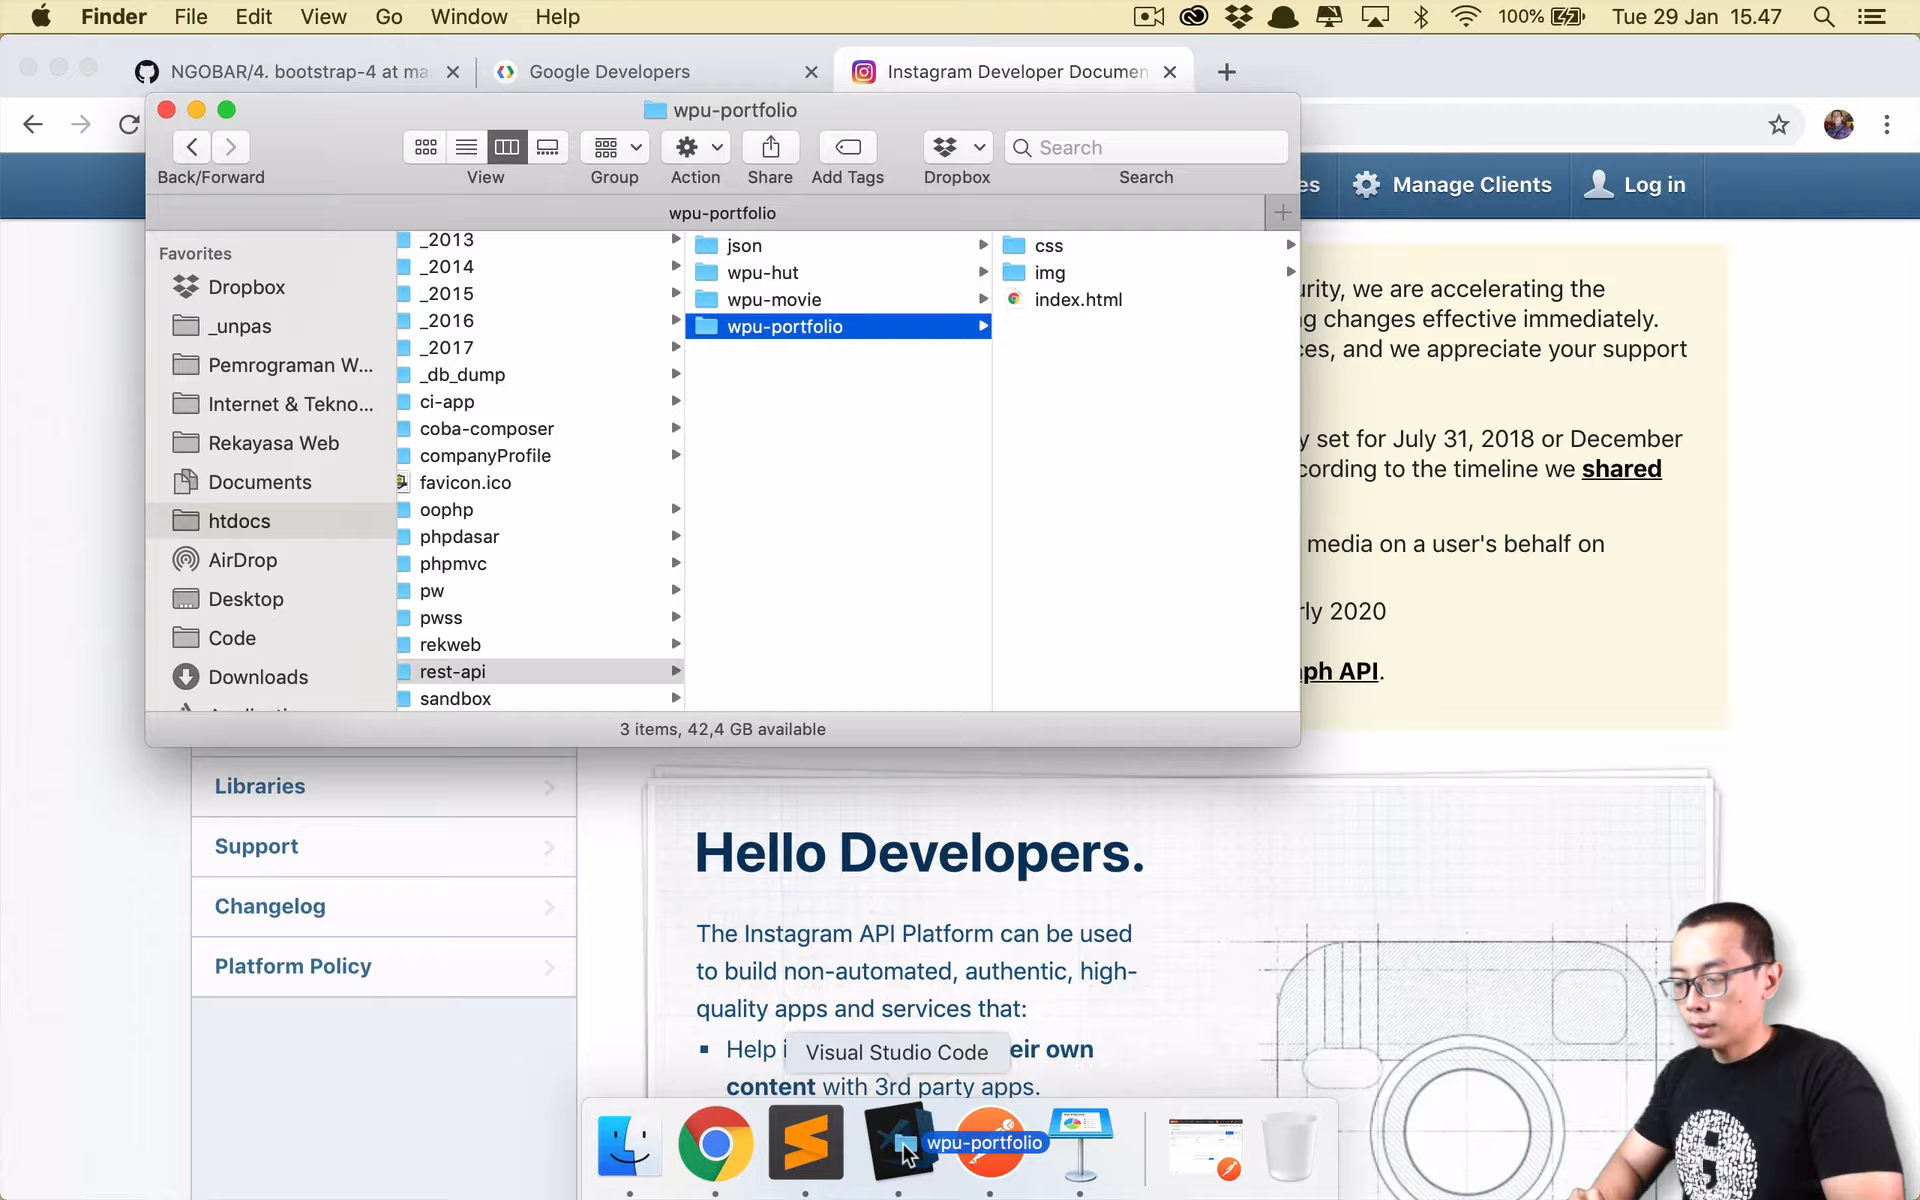 Finder File Edit View Go Window Help 100% Tue 29 Jan 15.47
NGOBAR/4. bootstrap-4 at ma Google Developers Instagram Developer Documen
wpu-portfolio
Search
Back/Forward View Group Action Share Add Tags Dropbox Search
es Manage Clients Log in
wpu-portfolio
Favorites
Dropbox
_unpas
Pemrograman W...
Internet & Tekno...
Rekayasa Web
Documents
htdocs
AirDrop
Desktop
Code
Downloads
_2013
_2014
_2015
_2016
_2017
_db_dump
ci-app
coba-composer
companyProfile
favicon.ico
oophp
phpdasar
phpmvc
pw
pwss
rekweb
rest-api
sandbox
json
wpu-hut
wpu-movie
wpu-portfolio
css
img
index.html
3 items, 42,4 GB available
urity, we are accelerating the
g changes effective immediately.
es, and we appreciate your support
y set for July 31, 2018 or December
cording to the timeline we shared
media on a user's behalf on
rly 2020
ph API.
Libraries
Support
Changelog
Platform Policy
Hello Developers.
The Instagram API Platform can be used
to build non-automated, authentic, high-
quality apps and services that:
Help i eir own
content with 3rd party apps.
Visual Studio Code
wpu-portfolio